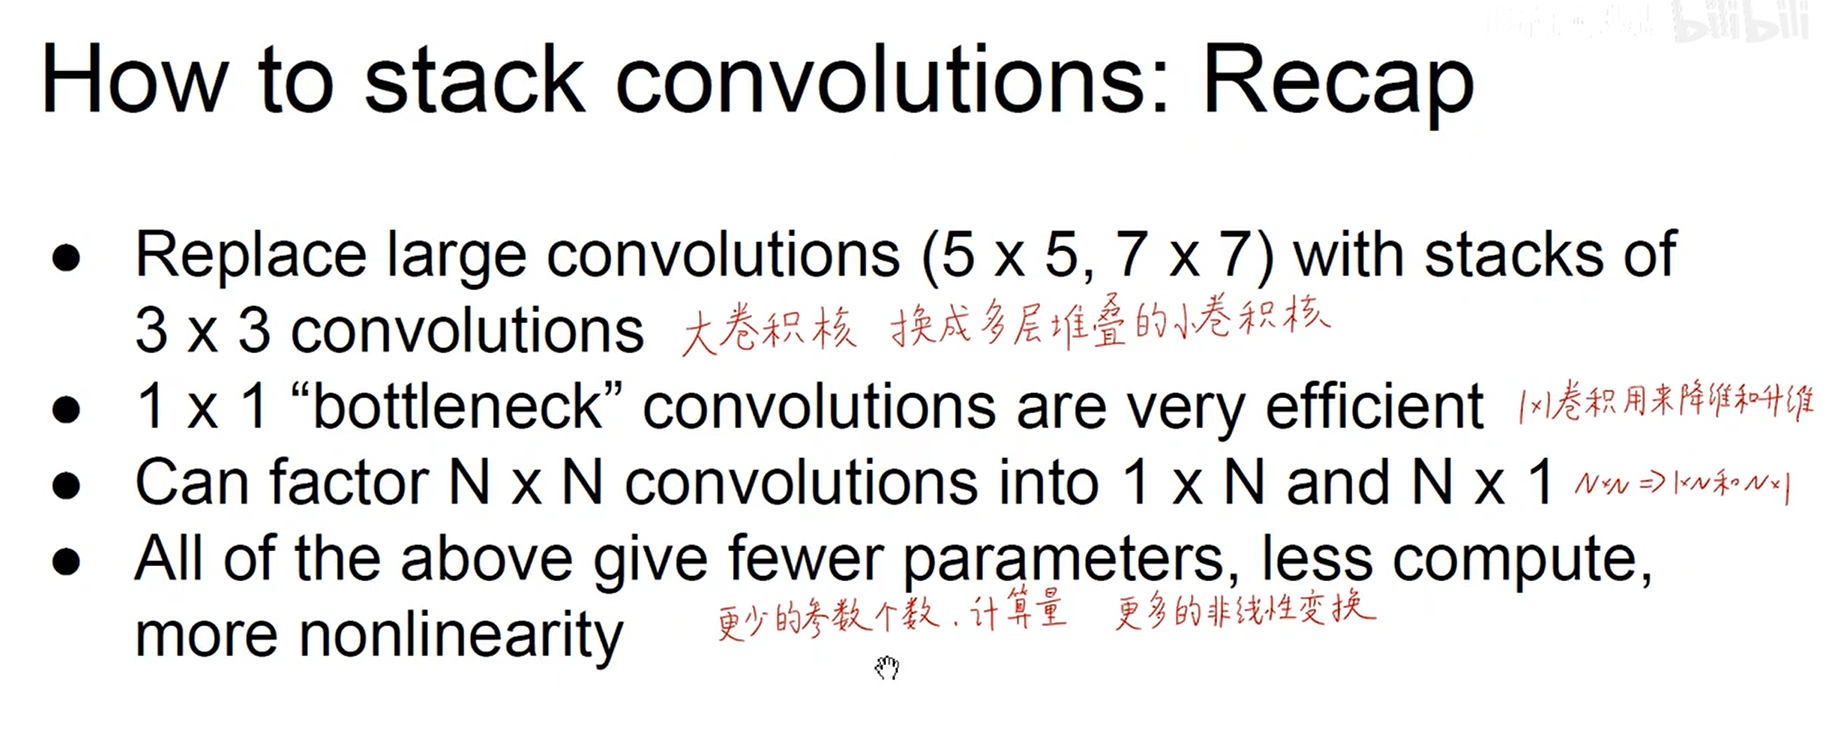 bilibili
How to stack convolutions: Recap
● Replace large convolutions (5 x 5, 7 x 7) with stacks of
3 x 3 convolutions 大卷积核 换成多层堆叠的小卷积核
● 1 x 1 “bottleneck” convolutions are very efficient 1×1卷积用来降维和升维
● Can factor N x N convolutions into 1 x N and N x 1 N×N => 1×N和N×1
● All of the above give fewer parameters, less compute,
more nonlinearity 更少的参数个数、计算量 更多的非线性变换